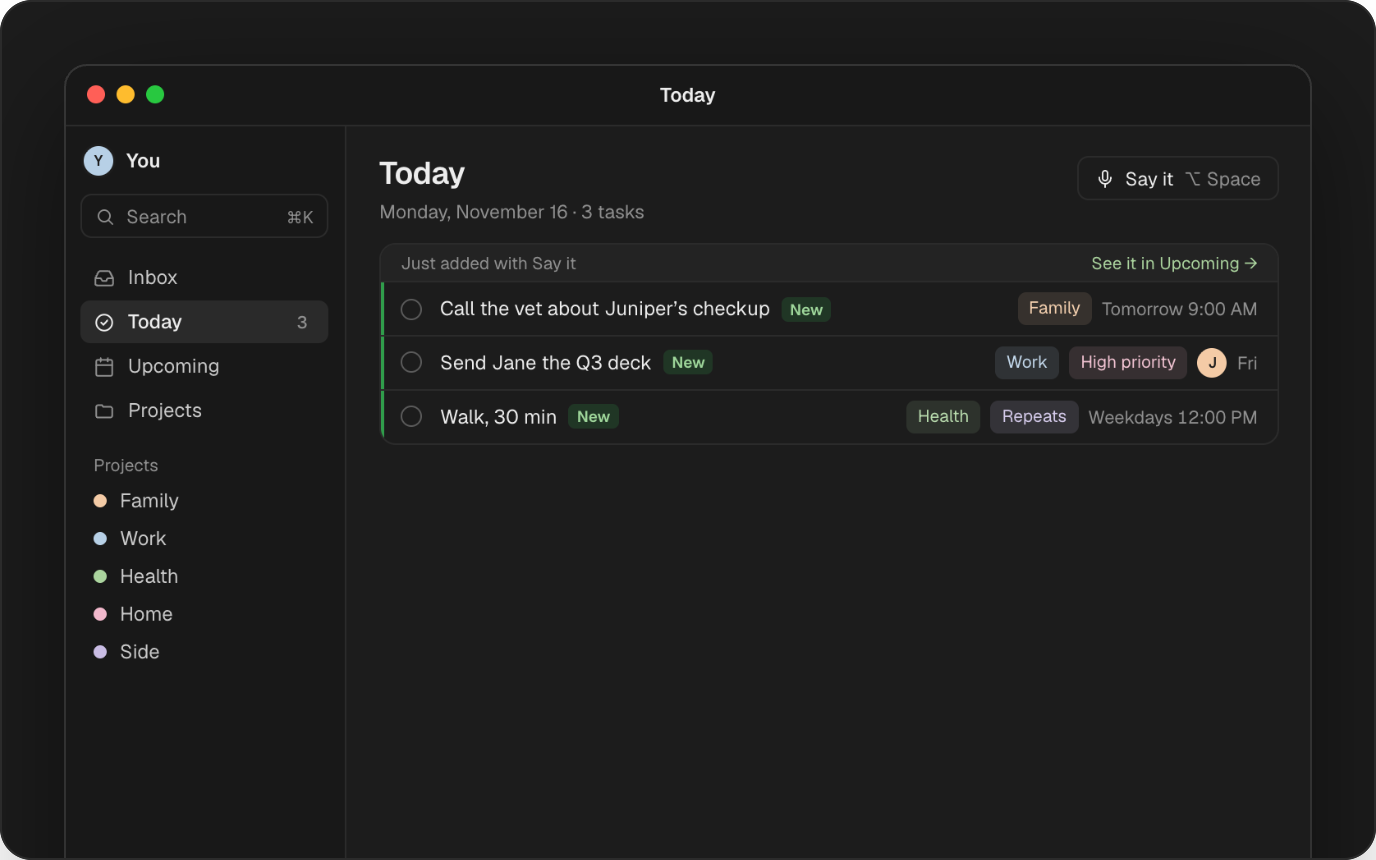 Today
Y You
Search ⌘K
Inbox
Today 3
Upcoming
Projects
Projects
Family
Work
Health
Home
Side
Today
Monday, November 16 · 3 tasks
Say it ⌥ Space
Just added with Say it See it in Upcoming →
Call the vet about Juniper’s checkup New Family Tomorrow 9:00 AM
Send Jane the Q3 deck New Work High priority J Fri
Walk, 30 min New Health Repeats Weekdays 12:00 PM